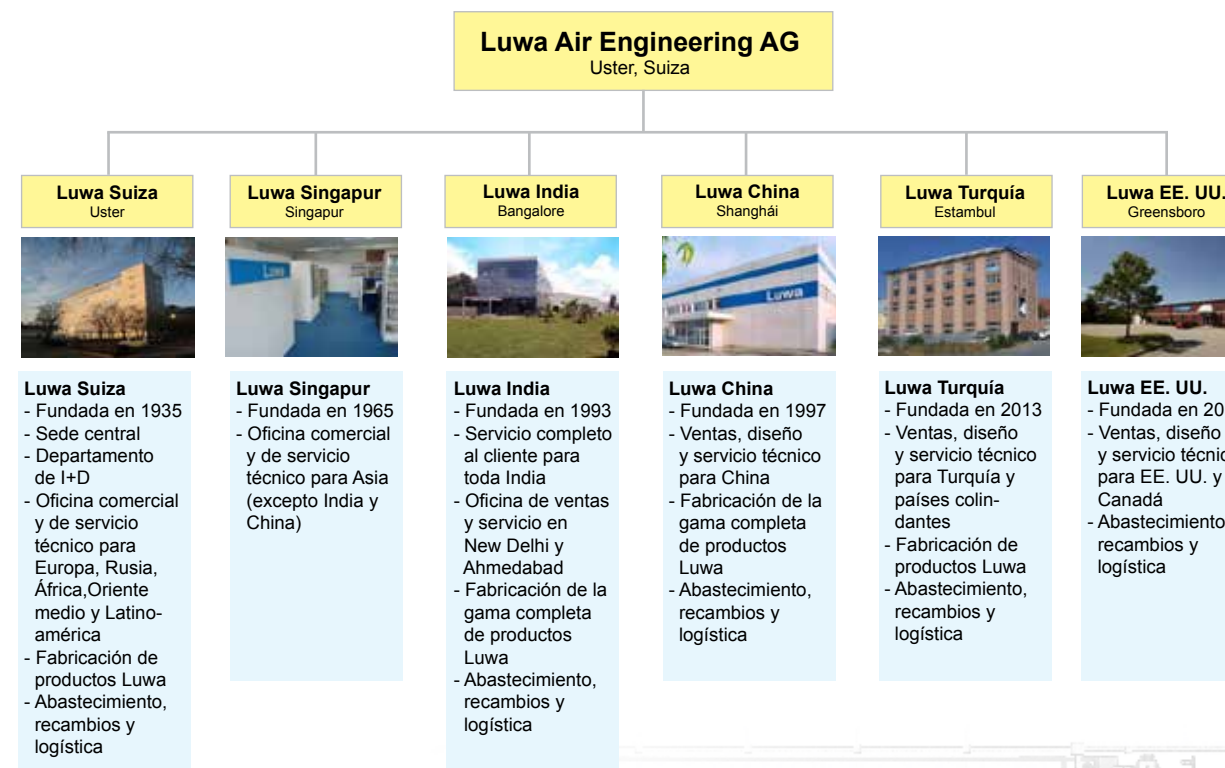 Luwa Air Engineering AG
Uster, Suiza
Luwa Suiza
Uster
Luwa Singapur
Singapur
Luwa India
Bangalore
Luwa China
Shanghái
Luwa Turquía
Estambul
Luwa EE. UU.
Greensboro
Luwa
Luwa
Luwa Suiza
- Fundada en 1935
- Sede central
- Departamento
de I+D
- Oficina comercial
y de servicio
técnico para
Europa, Rusia,
África,Oriente
medio y Latino-
américa
- Fabricación de
productos Luwa
- Abastecimiento,
recambios y
logística
Luwa Singapur
- Fundada en 1965
- Oficina comercial
y de servicio
técnico para Asia
(excepto India y
China)
Luwa India
- Fundada en 1993
- Servicio completo
al cliente para
toda India
- Oficina de ventas
y servicio en
New Delhi y
Ahmedabad
- Fabricación de la
gama completa
de productos
Luwa
- Abastecimiento,
recambios y
logística
Luwa China
- Fundada en 1997
- Ventas, diseño
y servicio técnico
para China
- Fabricación de la
gama completa
de productos
Luwa
- Abastecimiento,
recambios y
logística
Luwa Turquía
- Fundada en 2013
- Ventas, diseño
y servicio técnico
para Turquía y
países colin-
dantes
- Fabricación de
productos Luwa
- Abastecimiento,
recambios y
logística
Luwa EE. UU.
- Fundada en
- Ventas, diseño
y servicio
para EE. UU. y
Canadá
- Abastecimiento
recambios y
logística